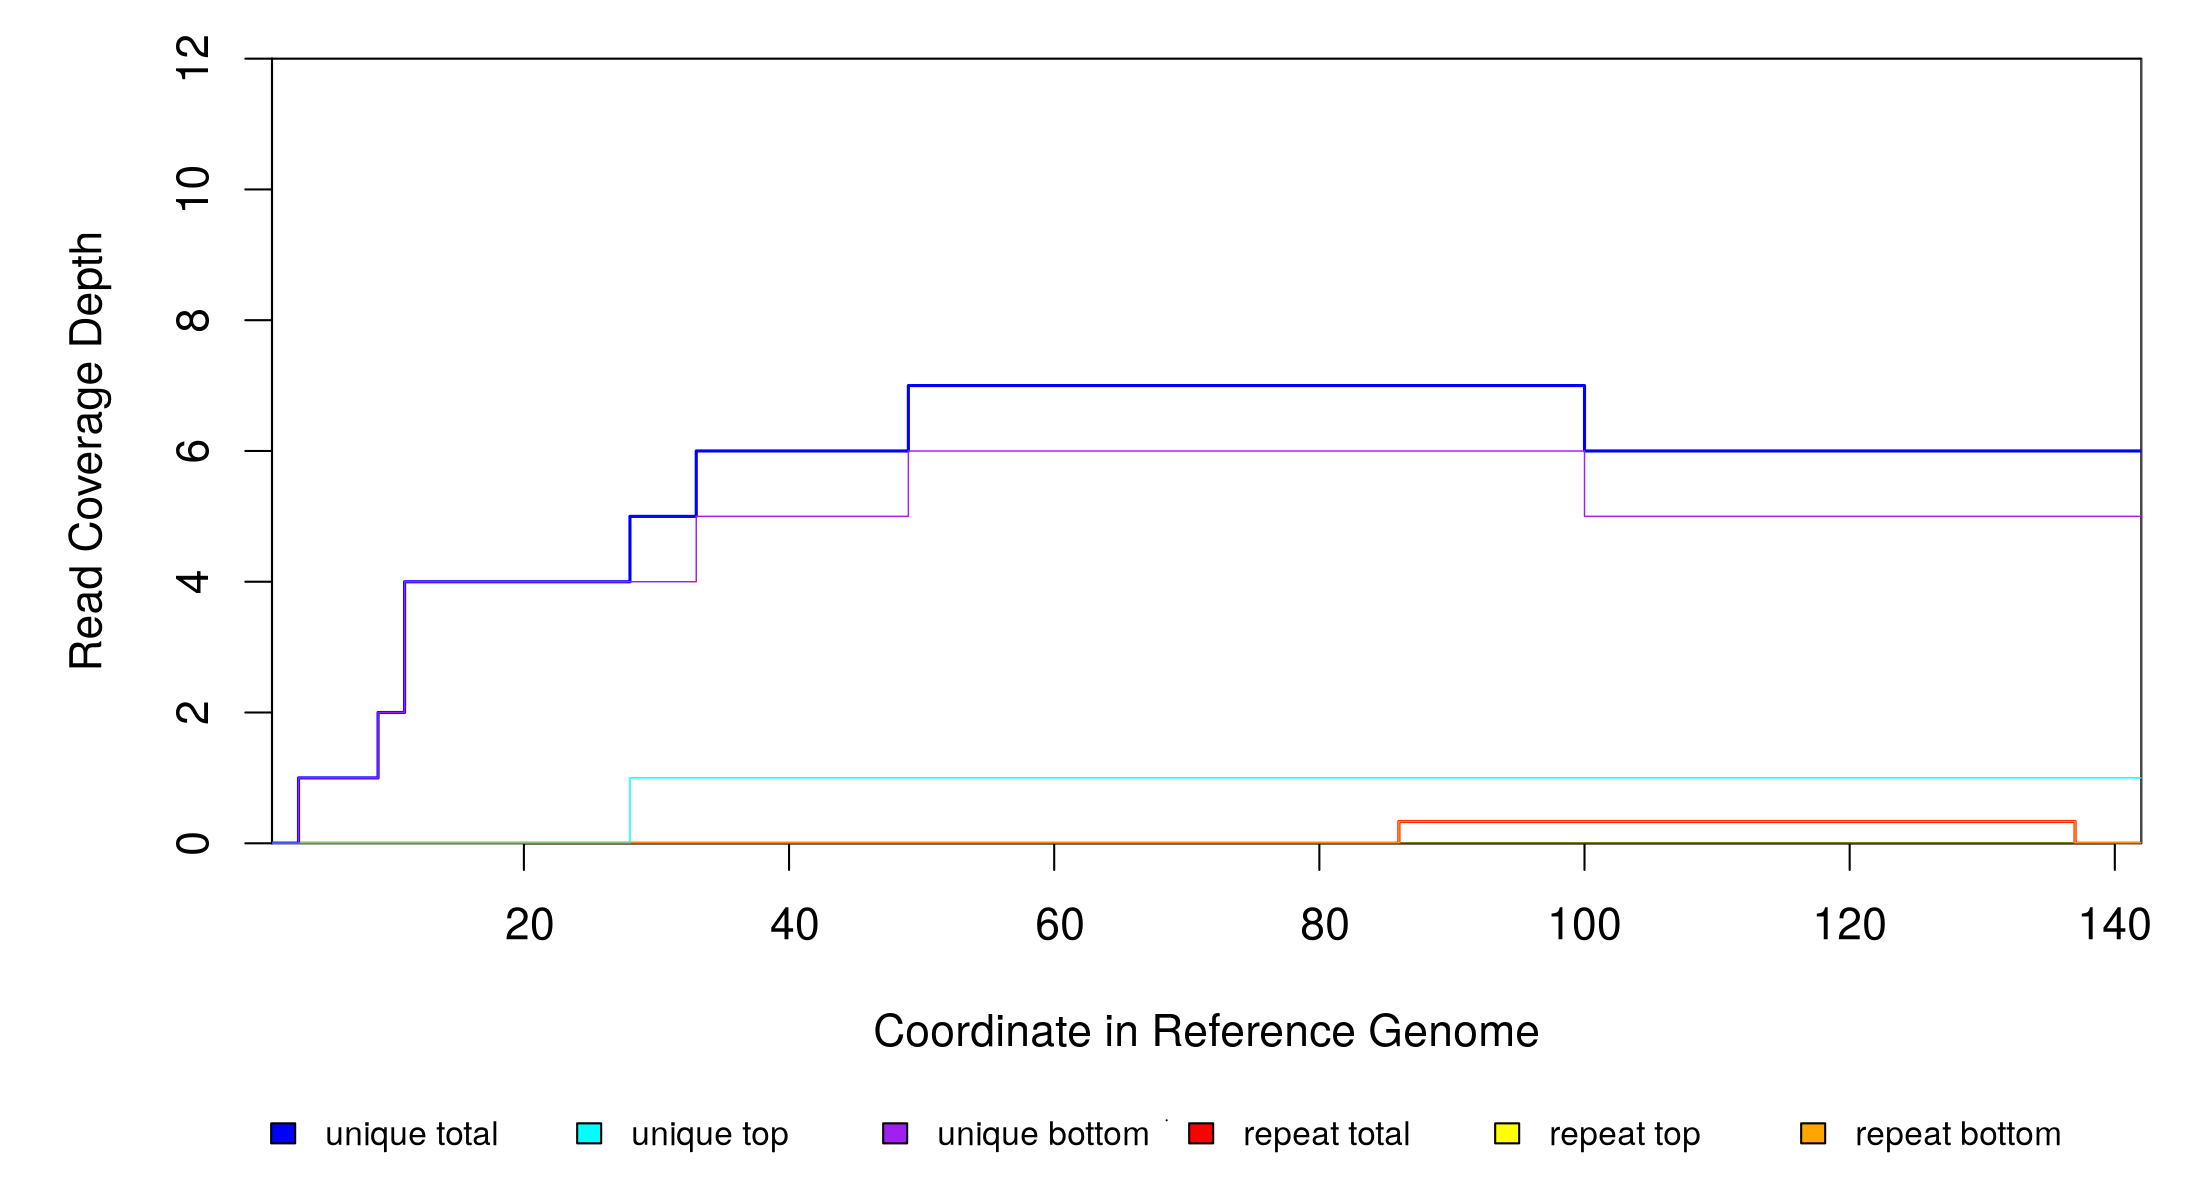 Read Coverage Depth
12
10
8
6
4
2
0
20 40 60 80 100 120 140
Coordinate in Reference Genome
unique total unique top unique bottom repeat total repeat top repeat bottom